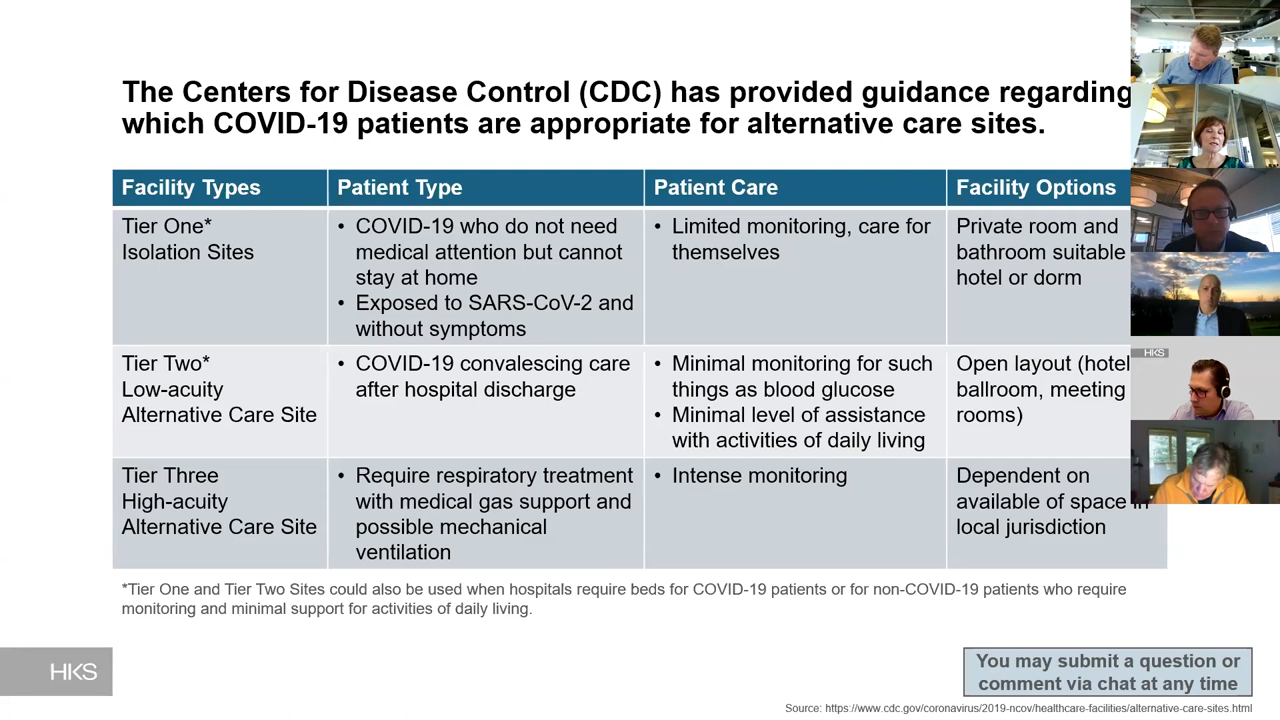 The Centers for Disease Control (CDC) has provided guidance regarding
which COVID-19 patients are appropriate for alternative care sites.
Facility Types
Patient Type
Patient Care
Facility Options
Tier One*
Isolation Sites
• COVID-19 who do not need
medical attention but cannot
stay at home
• Exposed to SARS-CoV-2 and
without symptoms
• Limited monitoring, care for
themselves
Private room and
bathroom suitable
hotel or dorm
Tier Two*
Low-acuity
Alternative Care Site
• COVID-19 convalescing care
after hospital discharge
• Minimal monitoring for such
things as blood glucose
• Minimal level of assistance
with activities of daily living
Open layout (hotel
ballroom, meeting
rooms)
Tier Three
High-acuity
Alternative Care Site
• Require respiratory treatment
with medical gas support and
possible mechanical
ventilation
• Intense monitoring
Dependent on
available of space in
local jurisdiction
*Tier One and Tier Two Sites could also be used when hospitals require beds for COVID-19 patients or for non-COVID-19 patients who require
monitoring and minimal support for activities of daily living.
HKS
HKS
You may submit a question or
comment via chat at any time
Source: https://www.cdc.gov/coronavirus/2019-ncov/healthcare-facilities/alternative-care-sites.html